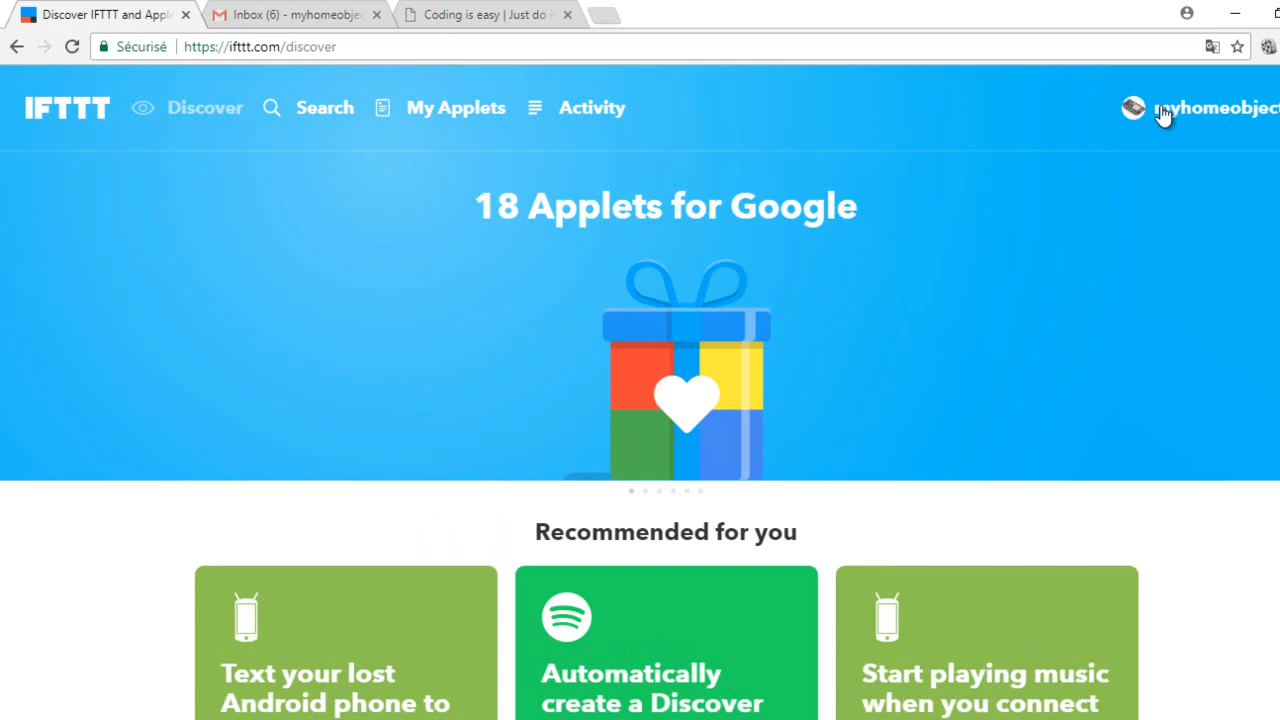 Discover IFTTT and Apple
Inbox (6) - myhomeobjec
Coding is easy | Just do i
Sécurisé
https://ifttt.com/discover
IFTTT
Discover
Search
My Applets
Activity
myhomeobject
18 Applets for Google
Recommended for you
Text your lost
Android phone to
Automatically
create a Discover
Start playing music
when you connect